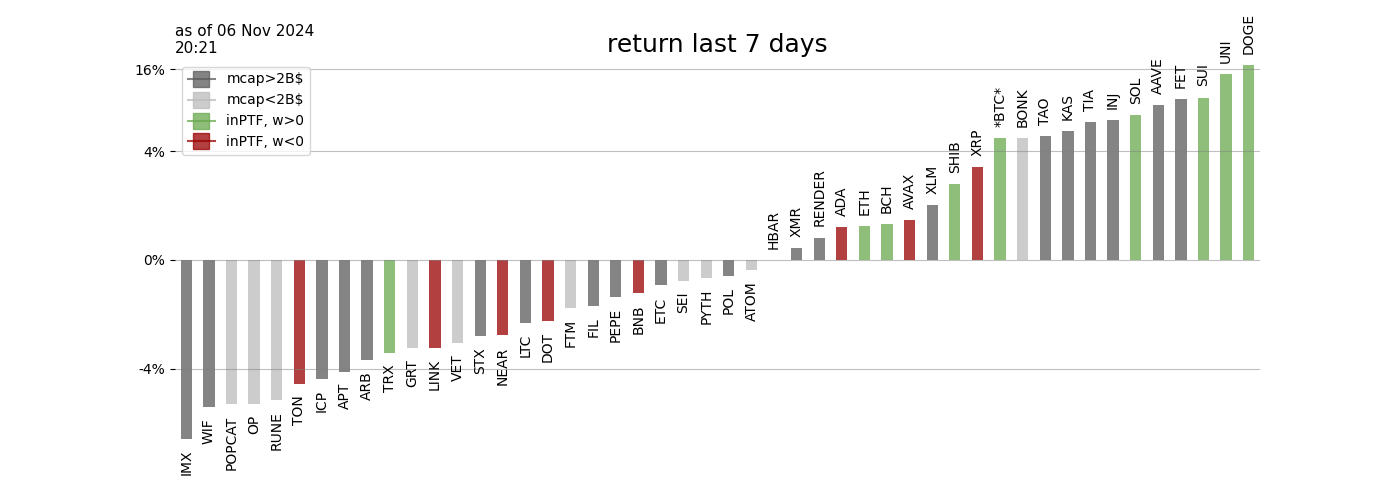 as of 06 Nov 2024
20:21
return last 7 days
mcap>2B$
mcap<2B$
inPTF, w>0
inPTF, w<0
16%
4%
0%
-4%
IMX
WIF
POPCAT
OP
RUNE
TON
ICP
APT
ARB
TRX
GRT
LINK
VET
STX
NEAR
LTC
DOT
FTM
FIL
PEPE
BNB
ETC
SEI
PYTH
POL
ATOM
HBAR
XMR
RENDER
ADA
ETH
BCH
AVAX
XLM
SHIB
XRP
*BTC*
BONK
TAO
KAS
TIA
INJ
SOL
AAVE
FET
SUI
UNI
DOGE